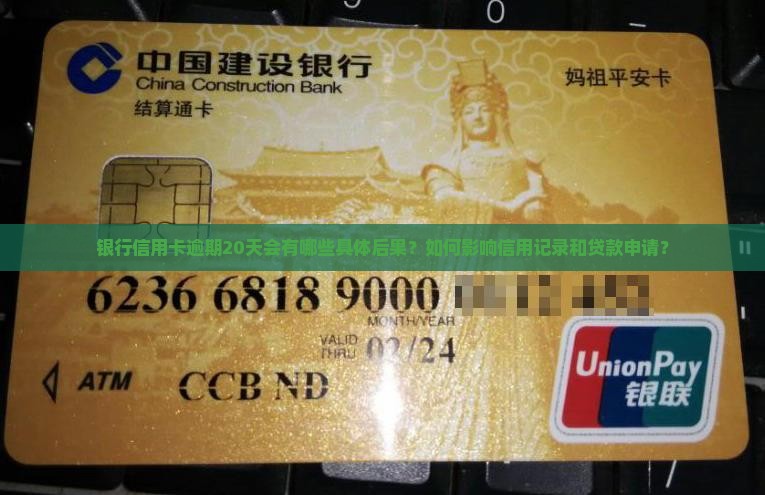 中国建设银行
China Construction Bank
结算通卡
妈祖平安卡
银行信用卡逾期20天会有哪些具体后果？如何影响信用记录和贷款申请？
6236 6818 9000
MONTH/YEAR
VALID
THRU
02/24
ATM
CCB ND
UnionPay
银联
0